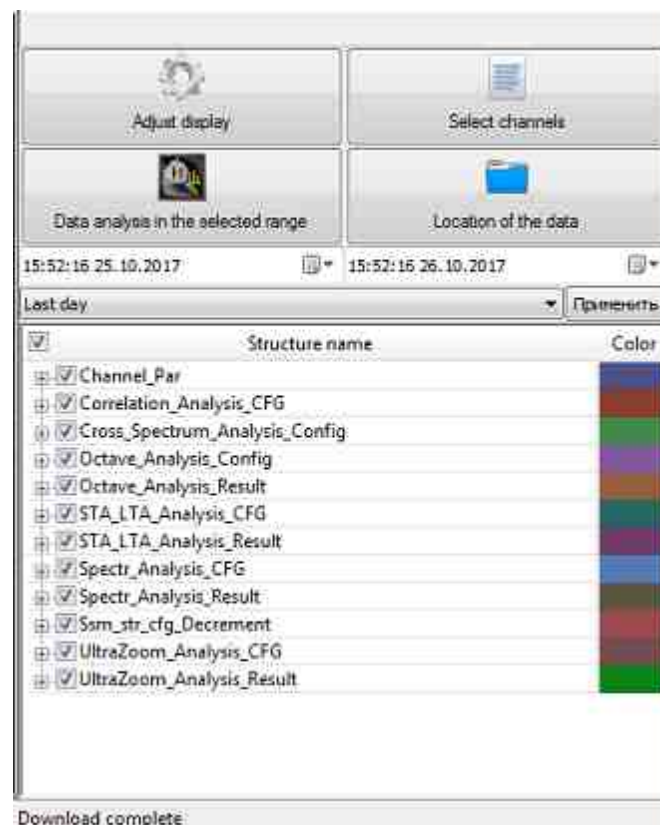 Adjust display
Select channels
Data analysis in the selected range
Location of the data
15:52:16 25.10.2017
15:52:16 26.10.2017
Last day
Применить
Structure name
Color
Channel_Par
Correlation_Analysis_CFG
Cross_Spectrum_Analysis_Config
Octave_Analysis_Config
Octave_Analysis_Result
STA_LTA_Analysis_CFG
STA_LTA_Analysis_Result
Spectr_Analysis_CFG
Spectr_Analysis_Result
Ssm_str_cfg_Decrement
UltraZoom_Analysis_CFG
UltraZoom_Analysis_Result
Download complete